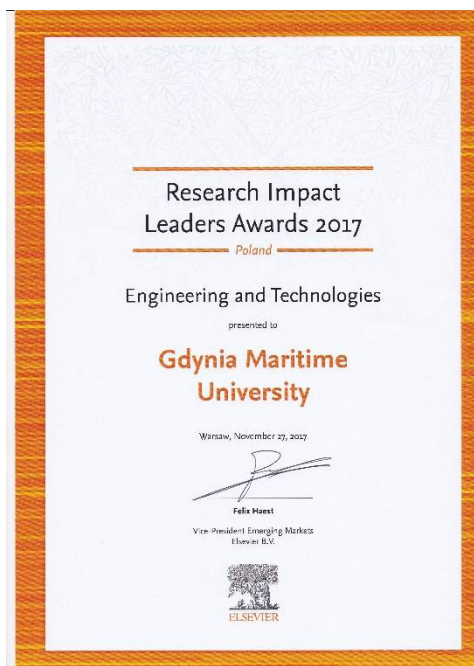 Research Impact
Leaders Awards 2017
Poland
Engineering and Technologies
presented to
Gdynia Maritime
University
Warsaw, November 27, 2017
Felix Haest
Vice-President Emerging Markets
Elsevier B.V.
ELSEVIER